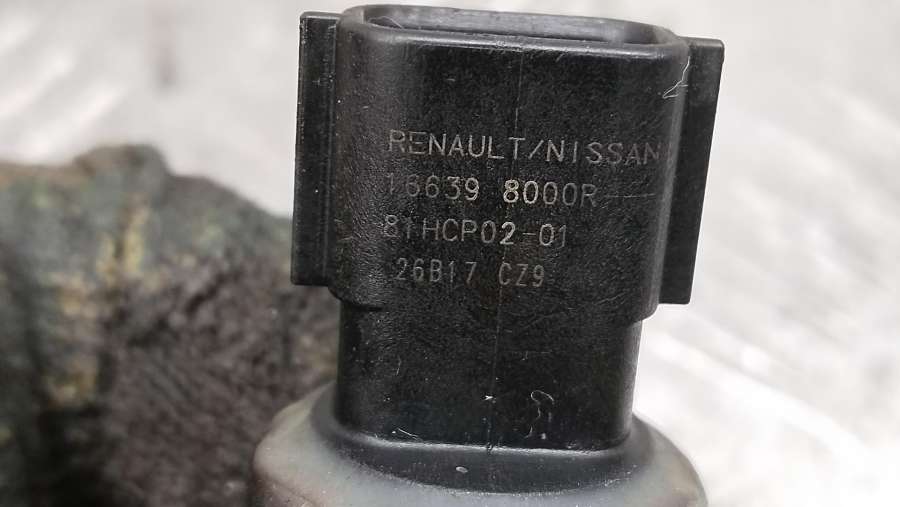 RENAULT/NISSAN
16639 8000R
81HCP02-01
26B17 CZ9